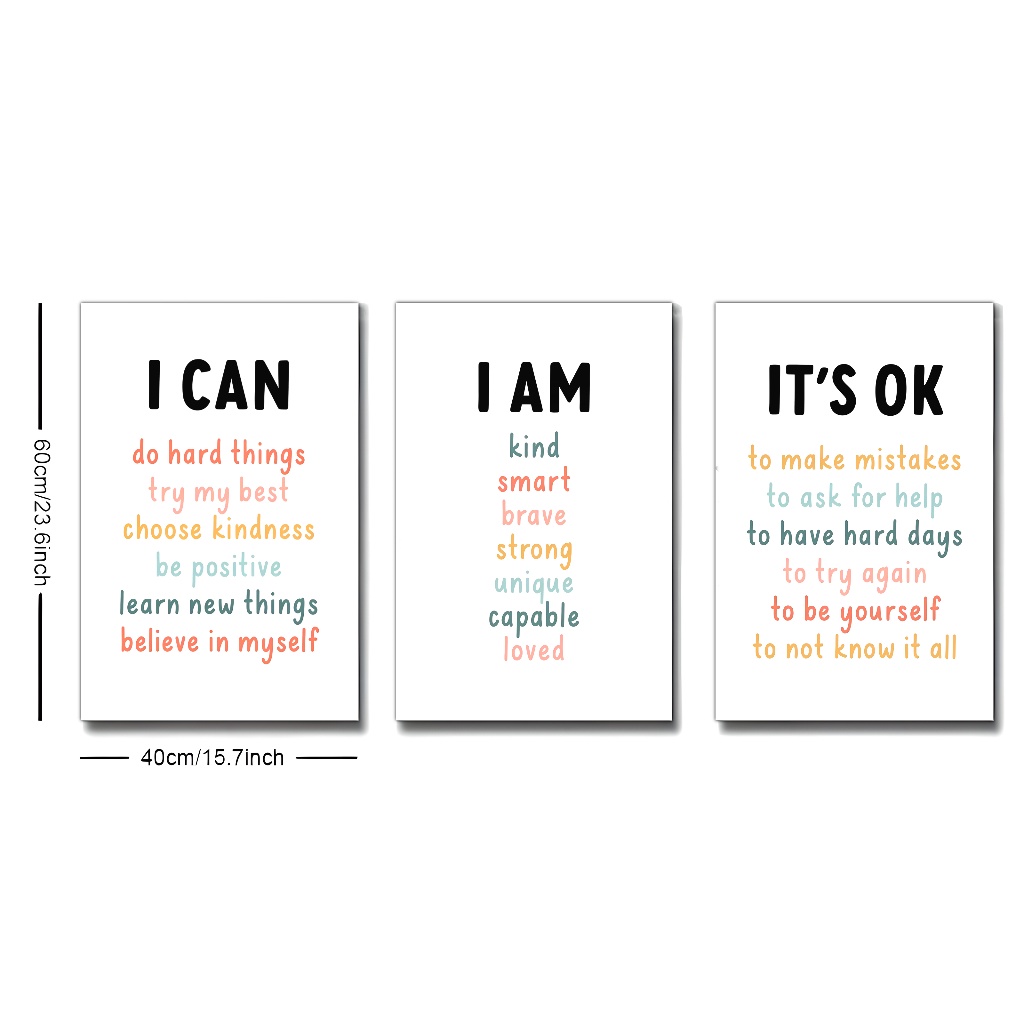 I CAN
do hard things
try my best
choose kindness
be positive
learn new things
believe in myself
I AM
kind
smart
brave
strong
unique
capable
loved
IT'S OK
to make mistakes
to ask for help
to have hard days
to try again
to be yourself
to not know it all
60cm/23.6inch
40cm/15.7inch